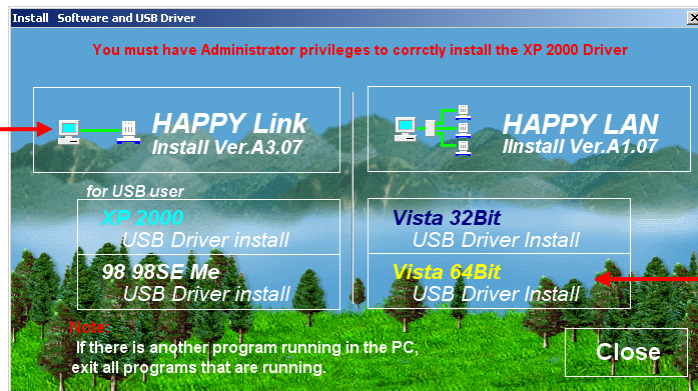 Install Software and USB Driver
You must have Administrator privileges to corrctly install the XP 2000 Driver
HAPPY Link
Install Ver.A3.07
HAPPY LAN
IInstall Ver.A1.07
for USB user
XP 2000
USB Driver install
98 98SE Me
USB Driver install
Vista 32Bit
USB Driver Install
Vista 64Bit
USB Driver Install
Note:
If there is another program running in the PC,
exit all programs that are running.
Close